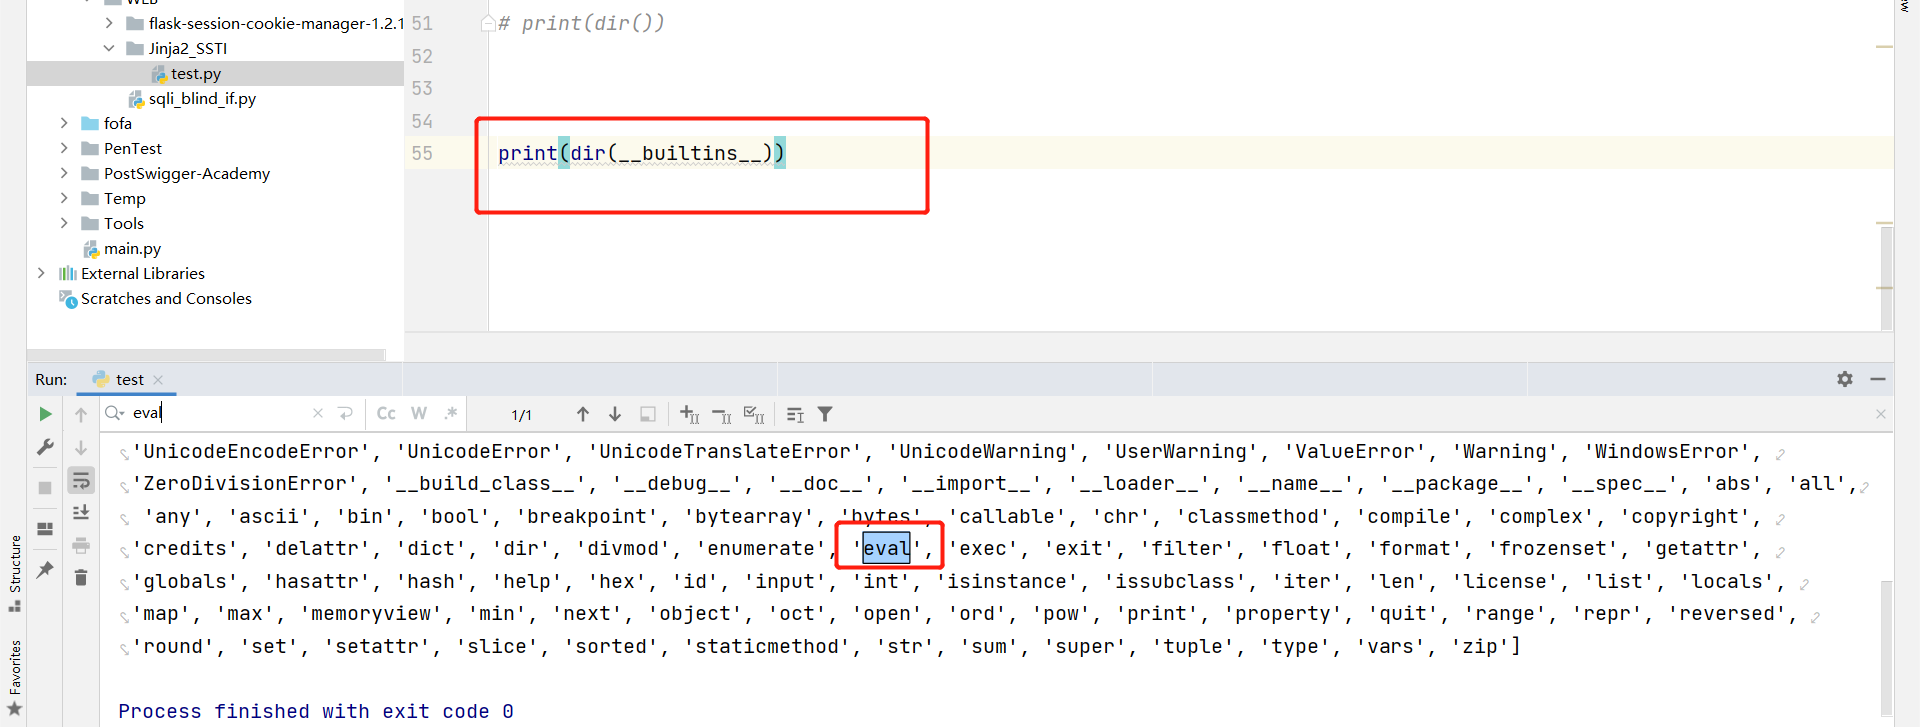 WEB
flask-session-cookie-manager-1.2.1
Jinja2_SSTI
test.py
sqli_blind_if.py
fofa
PenTest
PostSwigger-Academy
Temp
Tools
main.py
External Libraries
Scratches and Consoles
51 # print(dir())
52
53
54
55 print(dir(__builtins__))
Run: test
eval
Cc W .* 1/1
'UnicodeEncodeError', 'UnicodeError', 'UnicodeTranslateError', 'UnicodeWarning', 'UserWarning', 'ValueError', 'Warning', 'WindowsError',
'ZeroDivisionError', '__build_class__', '__debug__', '__doc__', '__import__', '__loader__', '__name__', '__package__', '__spec__', 'abs', 'all',
'any', 'ascii', 'bin', 'bool', 'breakpoint', 'bytearray', 'bytes', 'callable', 'chr', 'classmethod', 'compile', 'complex', 'copyright',
'credits', 'delattr', 'dict', 'dir', 'divmod', 'enumerate', 'eval', 'exec', 'exit', 'filter', 'float', 'format', 'frozenset', 'getattr',
'globals', 'hasattr', 'hash', 'help', 'hex', 'id', 'input', 'int', 'isinstance', 'issubclass', 'iter', 'len', 'license', 'list', 'locals',
'map', 'max', 'memoryview', 'min', 'next', 'object', 'oct', 'open', 'ord', 'pow', 'print', 'property', 'quit', 'range', 'repr', 'reversed',
'round', 'set', 'setattr', 'slice', 'sorted', 'staticmethod', 'str', 'sum', 'super', 'tuple', 'type', 'vars', 'zip']
Process finished with exit code 0
Structure
Favorites